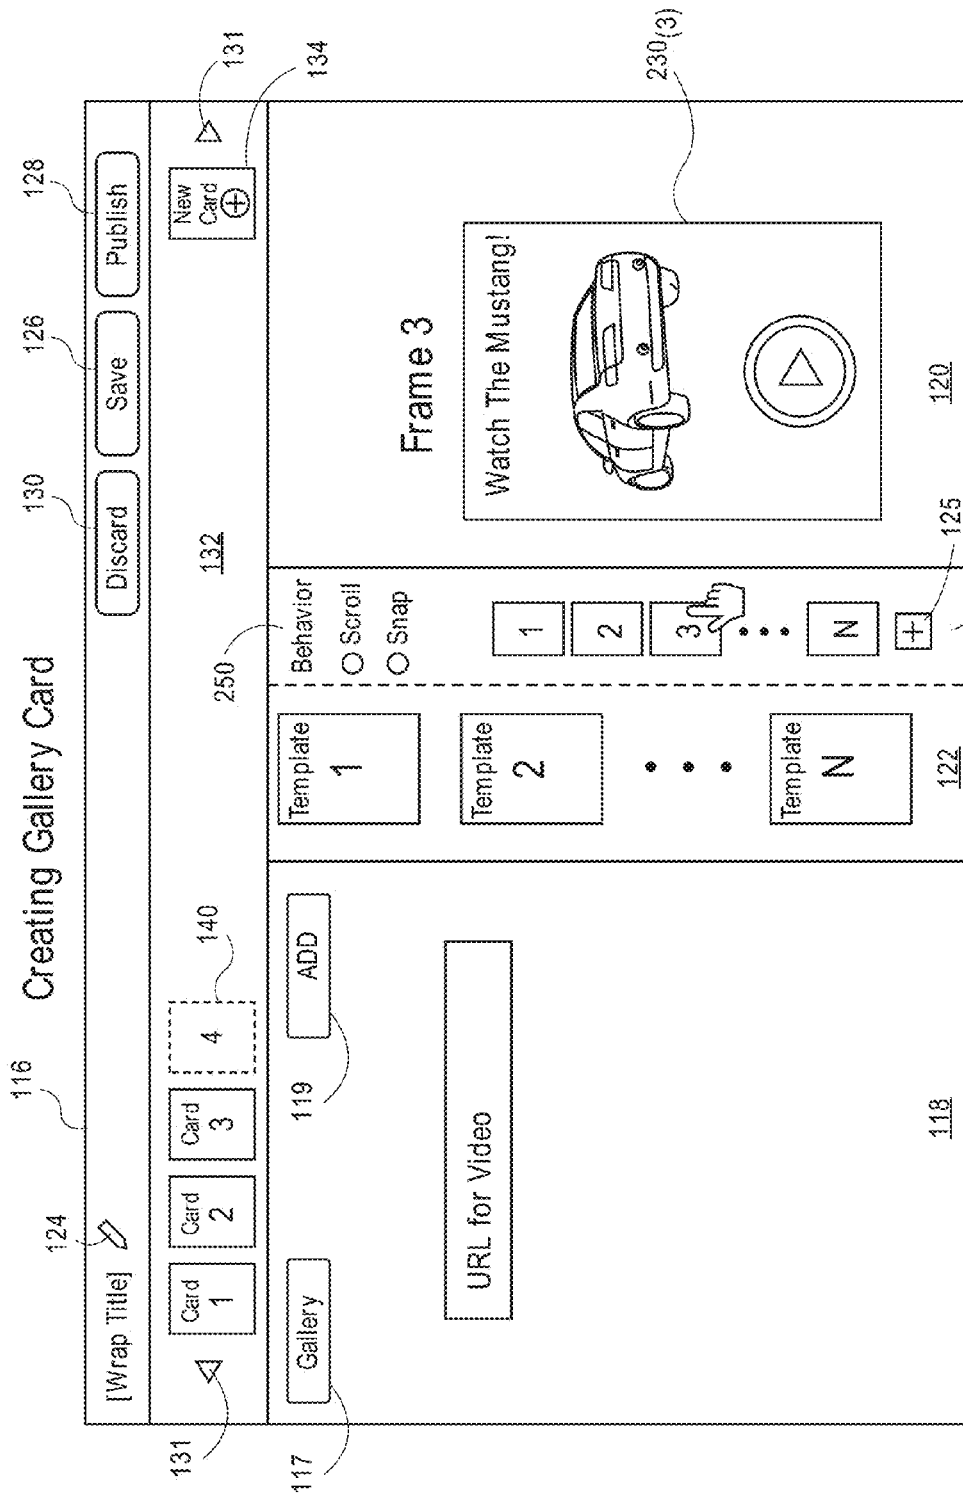 Creating Gallery Card
116
124
[Wrap Title]
130
126
128
Discard
Save
Publish
131
Card
1
Card
2
Card
3
4
140
132
New
Card
131
134
117
Gallery
119
ADD
URL for Video
118
250
Template
1
Template
2
Template
N
122
Behavior
Scroll
Snap
1
2
3
N
+
125
Frame 3
Watch The Mustang!
230(3)
120